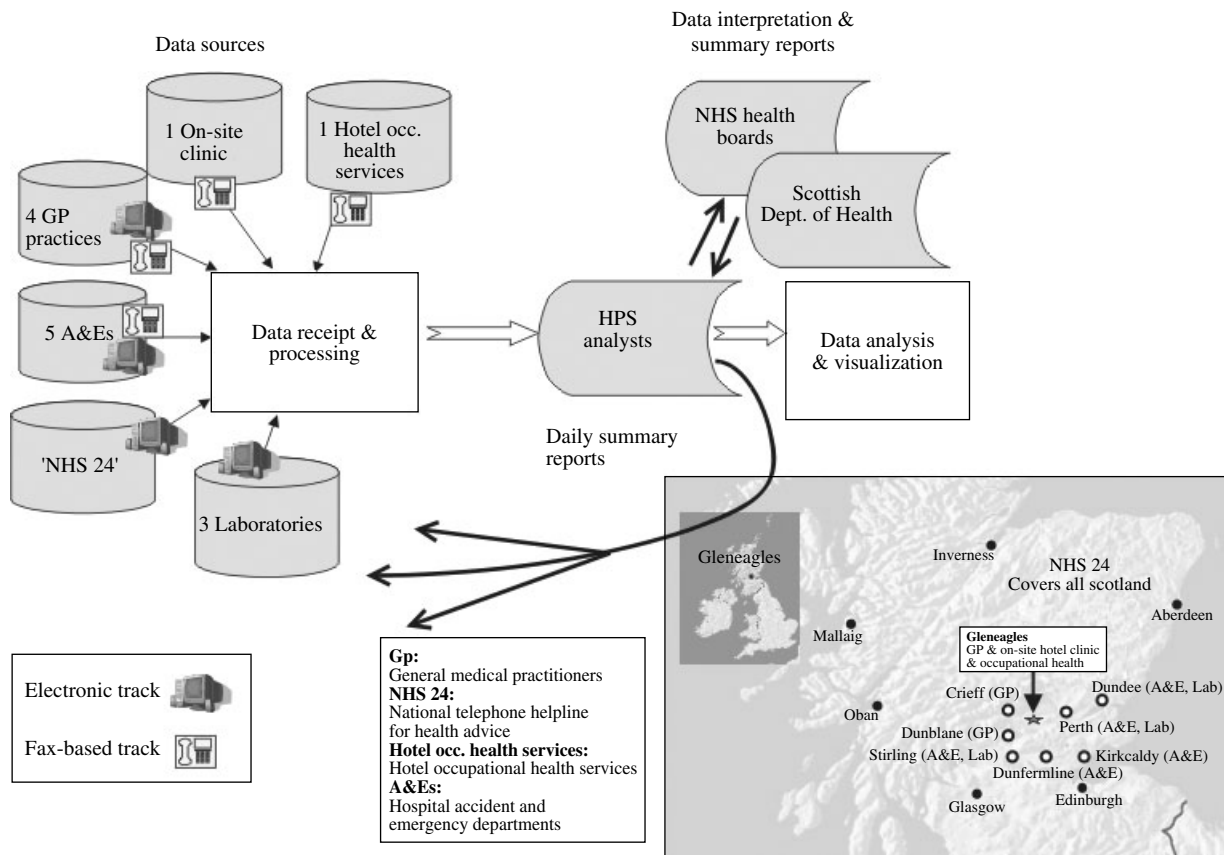 Data sources
Data interpretation &
summary reports
1 On-site
clinic
1 Hotel occ.
health
services
NHS health
boards
Scottish
Dept. of Health
4 GP
practices
5 A&Es
Data receipt &
processing
HPS
analysts
Data analysis
& visualization
'NHS 24'
3 Laboratories
Daily summary
reports
Electronic track
Fax-based track
Gp:
General medical practitioners
NHS 24:
National telephone helpline
for health advice
Hotel occ. health services:
Hotel occupational health services
A&Es:
Hospital accident and
emergency departments
Gleneagles
Inverness
NHS 24
Covers all scotland
Aberdeen
Mallaig
Gleneagles
GP & on-site hotel clinic
& occupational health
Crieff (GP)
Dundee (A&E, Lab)
Oban
Perth (A&E, Lab)
Dunblane (GP)
Stirling (A&E, Lab)
Kirkcaldy (A&E)
Dunfermline (A&E)
Glasgow
Edinburgh